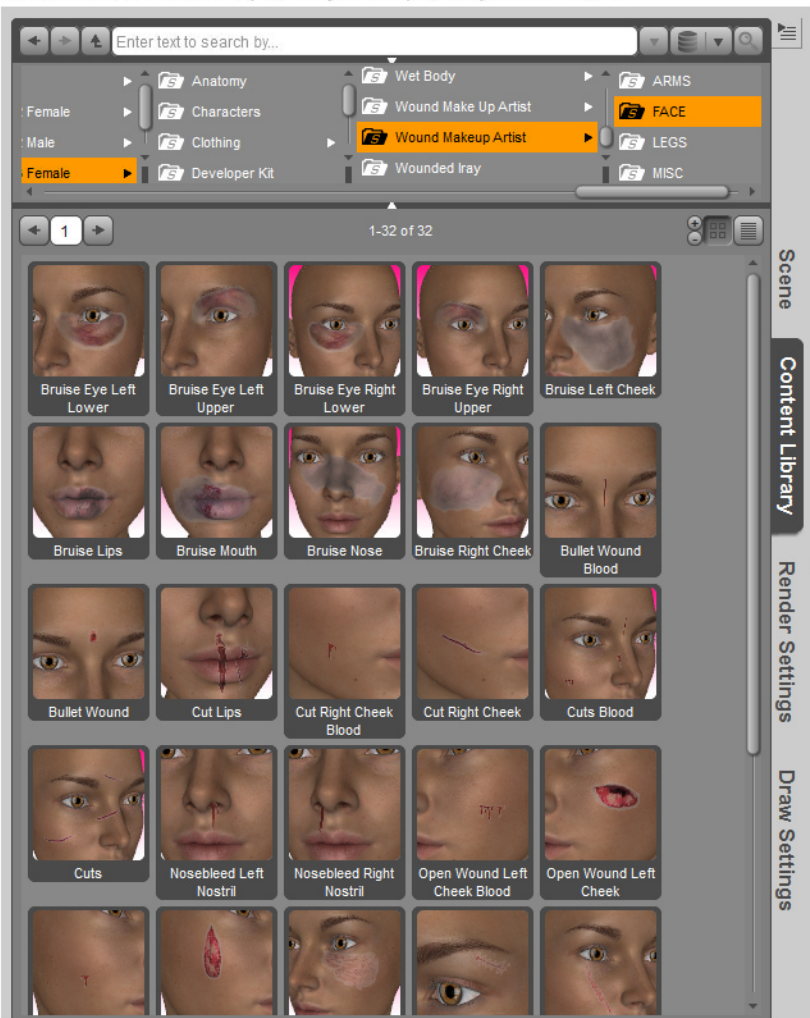 Enter text to search by...
Anatomy
Wet Body
ARMS
Female
Characters
Wound Make Up Artist
FACE
Male
Clothing
Wound Makeup Artist
LEGS
Female
Developer Kit
Wounded Iray
MISC
1
1-32 of 32
Bruise Eye Left
Lower
Bruise Eye Left
Upper
Bruise Eye Right
Lower
Bruise Eye Right
Upper
Bruise Left Cheek
Bruise Lips
Bruise Mouth
Bruise Nose
Bruise Right Cheek
Bullet Wound
Blood
Bullet Wound
Cut Lips
Cut Right Cheek
Blood
Cut Right Cheek
Cuts Blood
Cuts
Nosebleed Left
Nostril
Nosebleed Right
Nostril
Open Wound Left
Cheek Blood
Open Wound Left
Cheek
Scene
Content Library
Render Settings
Draw Settings